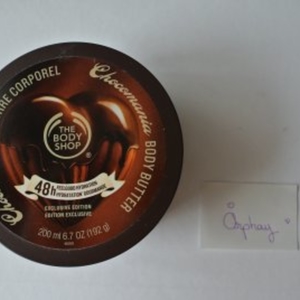 BEURRE CORPOREL
Chocomania BODY BUTTER
THE
BODY
SHOP
48h
EXCLUSIVE EDITION
ÉDITION EXCLUSIVE
200 ml 6.7 OZ (192 g)
"Orphay"